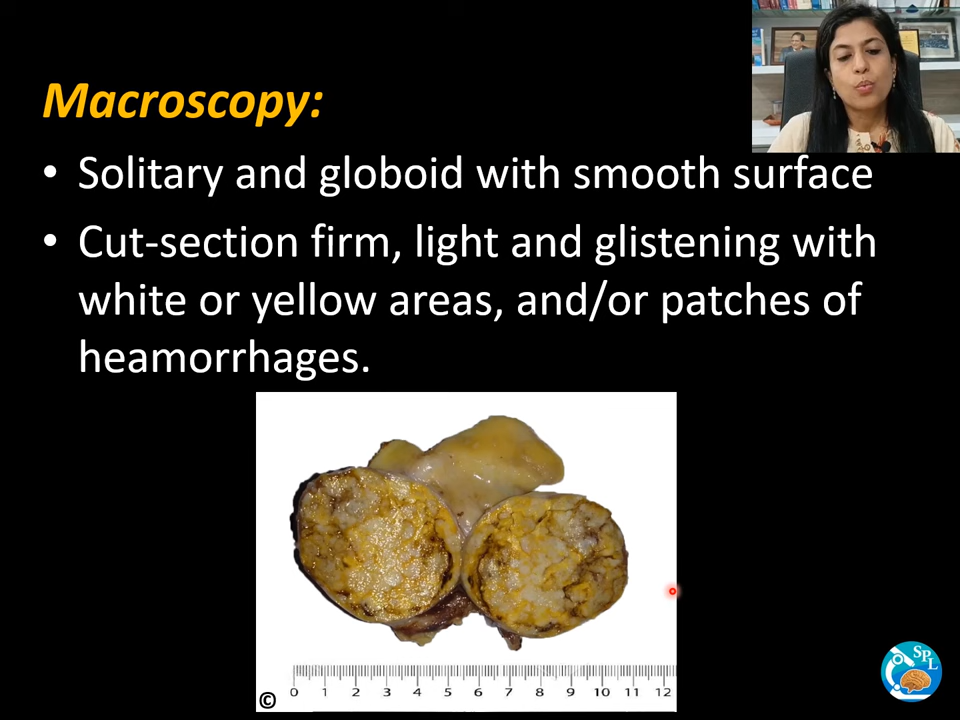 Macroscopy:
• Solitary and globoid with smooth surface
• Cut-section firm, light and glistening with
white or yellow areas, and/or patches of
heamorrhages.
0 1 2 3 4 5 6 7 8 9 10 11 12
©
SPL